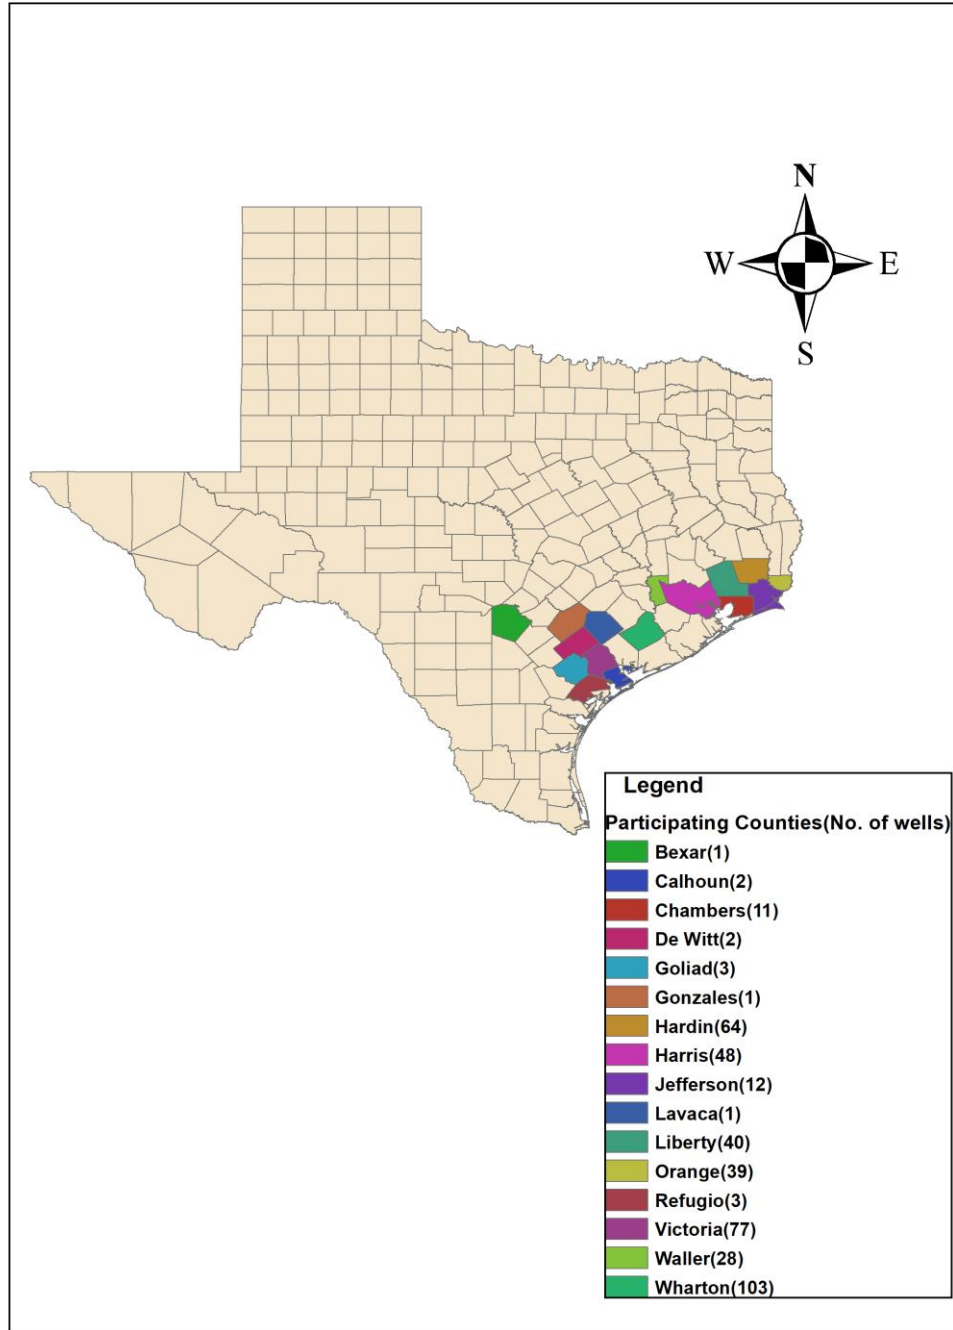 N
W E
S
Legend
Participating Counties(No. of wells)
Bexar(1)
Calhoun(2)
Chambers(11)
De Witt(2)
Goliad(3)
Gonzales(1)
Hardin(64)
Harris(48)
Jefferson(12)
Lavaca(1)
Liberty(40)
Orange(39)
Refugio(3)
Victoria(77)
Waller(28)
Wharton(103)